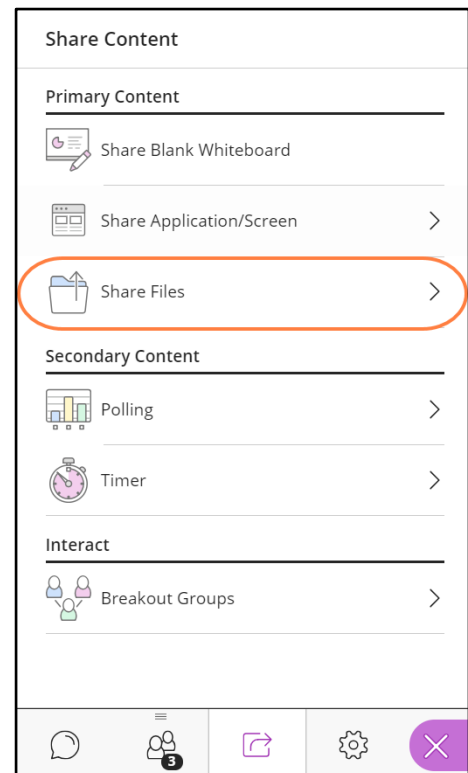 Share Content
Primary Content
Share Blank Whiteboard
Share Application/Screen
Share Files
Secondary Content
Polling
Timer
Interact
Breakout Groups
3